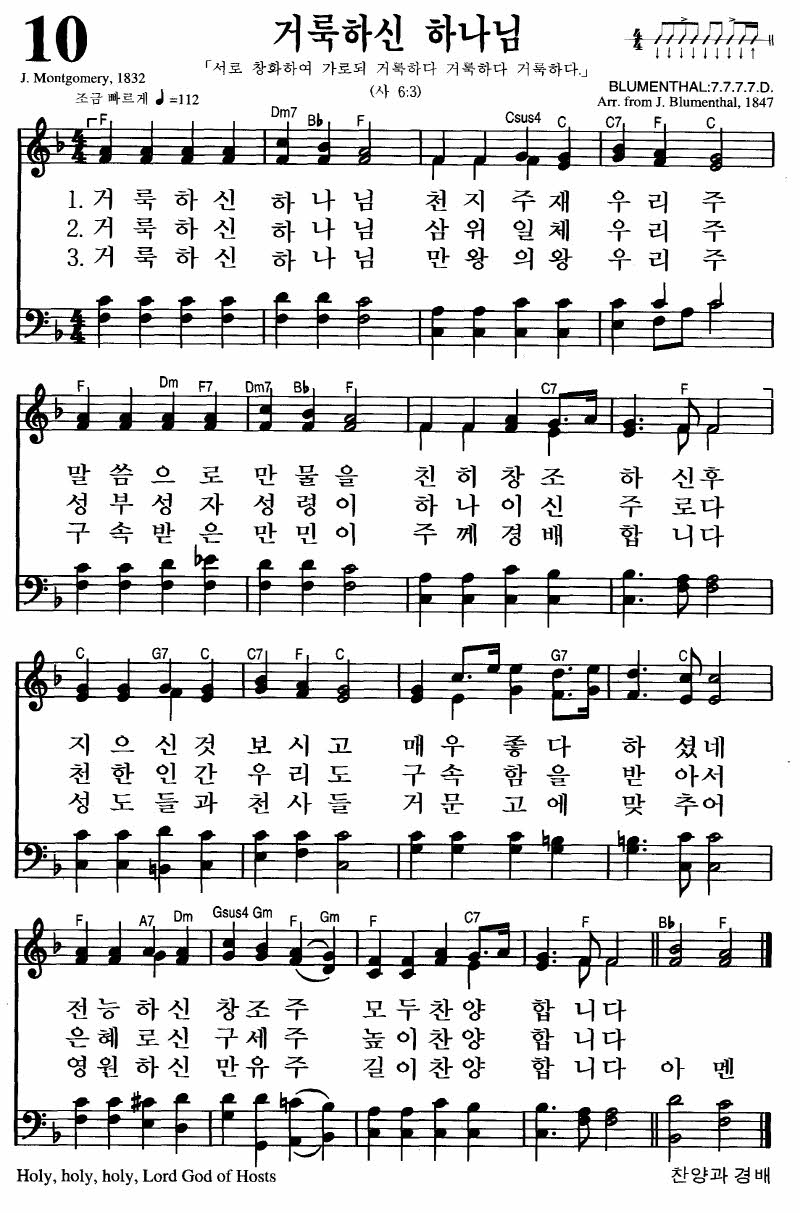 10
거룩하신 하나님
4/4
J. Montgomery, 1832
「서로 창화하여 가로되 거룩하다 거룩하다 거룩하다.」
BLUMENTHAL:7.7.7.7.D.
조금 빠르게 ♩=112
(사 6:3)
Arr. from J. Blumenthal, 1847
F Dm7 B♭ F Csus4 C C7 F C
1. 거 룩 하 신 하 나 님 천 지 주 재 우 리 주
2. 거 룩 하 신 하 나 님 삼 위 일 체 우 리 주
3. 거 룩 하 신 하 나 님 만 왕 의 왕 우 리 주
F Dm F7 Dm7 B♭ F C7 F
말 씀 으 로 만 물 을 친 히 창 조 하 신 후
성 부 성 자 성 령 이 하 나 이 신 주 로 다
구 속 받 은 만 민 이 주 께 경 배 합 니 다
C G7 C C7 F C G7 C
지 으 신 것 보 시 고 매 우 좋 다 하 셨 네
천 한 인 간 우 리 도 구 속 함 을 받 아 서
성 도 들 과 천 사 들 거 문 고 에 맞 추 어
F A7 Dm Gsus4 Gm F Gm F C7 F B♭ F
전 능 하 신 창 조 주 모 두 찬 양 합 니 다
은 혜 로 신 구 세 주 높 이 찬 양 합 니 다
영 원 하 신 만 유 주 길 이 찬 양 합 니 다 아 멘
Holy, holy, holy, Lord God of Hosts
찬양과 경배